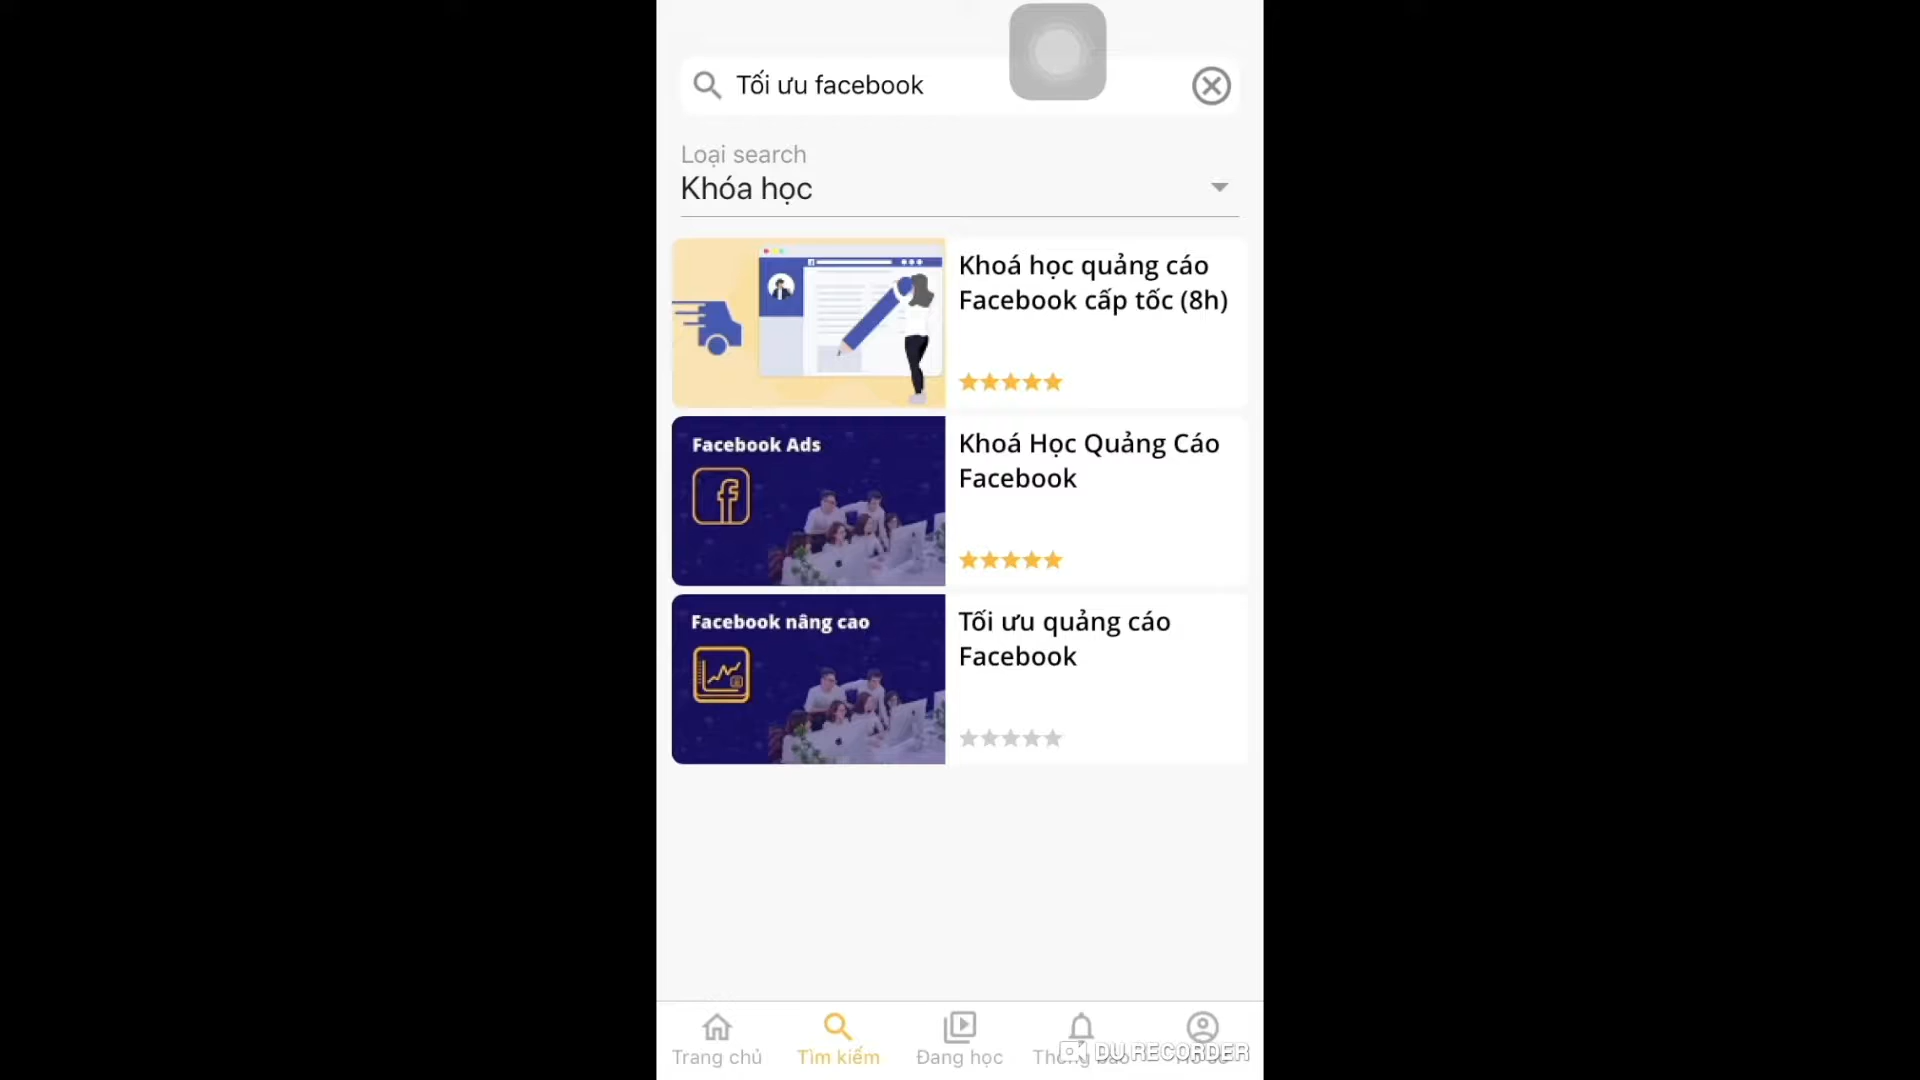 Tối ưu facebook
Loại search
Khóa học
Khoá học quảng cáo
Facebook cấp tốc (8h)
Facebook Ads
Khoá Học Quảng Cáo
Facebook
Facebook nâng cao
Tối ưu quảng cáo
Facebook
Trang chủ
Tìm kiếm
Đang học
DU RECORDER